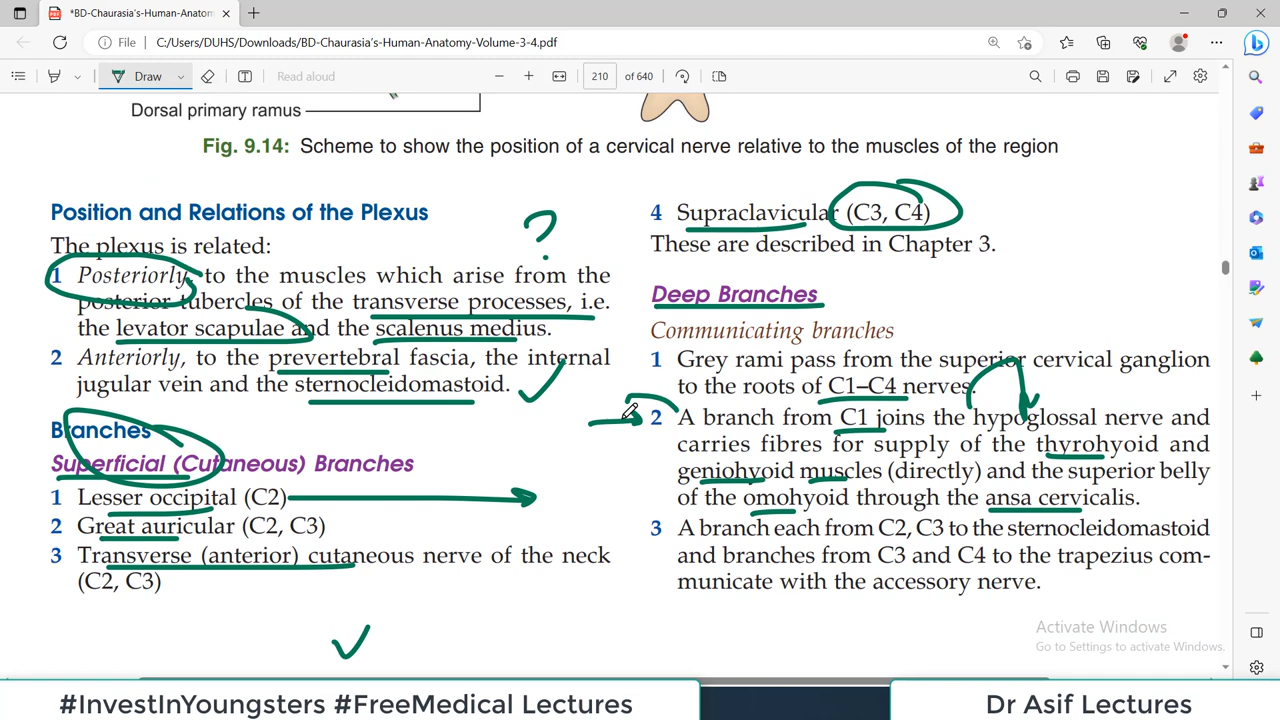 *BD-Chaurasia's-Human-Anatom
File
C:/Users/DUHS/Downloads/BD-Chaurasia's-Human-Anatomy-Volume-3-4.pdf
Draw
Read aloud
210 of 640
Dorsal primary ramus
Fig. 9.14: Scheme to show the position of a cervical nerve relative to the muscles of the region
Position and Relations of the Plexus
The plexus is related:
1 Posteriorly, to the muscles which arise from the
posterior tubercles of the transverse processes, i.e.
the levator scapulae and the scalenus medius.
2 Anteriorly, to the prevertebral fascia, the internal
jugular vein and the sternocleidomastoid.
?
Branches
Superficial (Cutaneous) Branches
1 Lesser occipital (C2)
2 Great auricular (C2, C3)
3 Transverse (anterior) cutaneous nerve of the neck
(C2, C3)
4 Supraclavicular (C3, C4)
These are described in Chapter 3.
Deep Branches
Communicating branches
1 Grey rami pass from the superior cervical ganglion
to the roots of C1–C4 nerves.
2 A branch from C1 joins the hypoglossal nerve and
carries fibres for supply of the thyrohyoid and
geniohyoid muscles (directly) and the superior belly
of the omohyoid through the ansa cervicalis.
3 A branch each from C2, C3 to the sternocleidomastoid
and branches from C3 and C4 to the trapezius com-
municate with the accessory nerve.
Activate Windows
Go to Settings to activate Windows.
#InvestInYoungsters #FreeMedical Lectures
Dr Asif Lectures